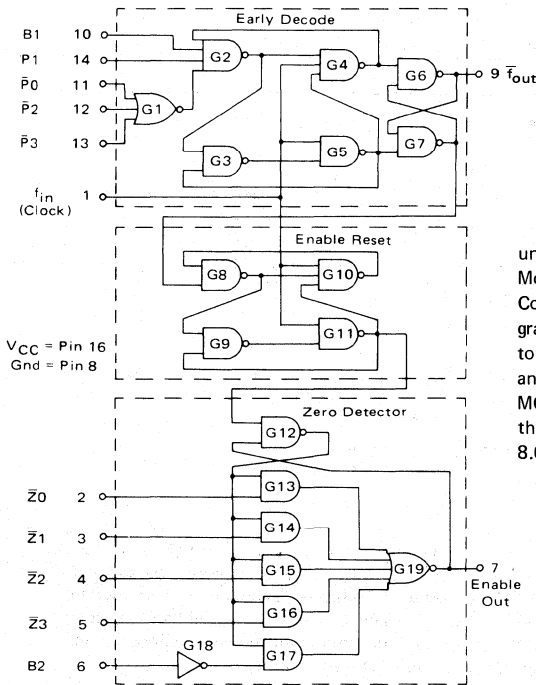 Early Decode
B1 10
P1 14
P̄0 11
P̄2 12
P̄3 13
f_in 1
(Clock)
G1
G2
G3
G4
G5
G6
G7
9 f̄_out
Enable Reset
G8
G9
G10
G11
V_CC = Pin 16
Gnd = Pin 8
Zero Detector
G12
G13
G14
G15
G16
G17
G18
G19
Z̄0 2
Z̄1 3
Z̄2 4
Z̄3 5
B2 6
7
Enable
Out
un
Mo
Co
gra
to
an
MC
th
8.0